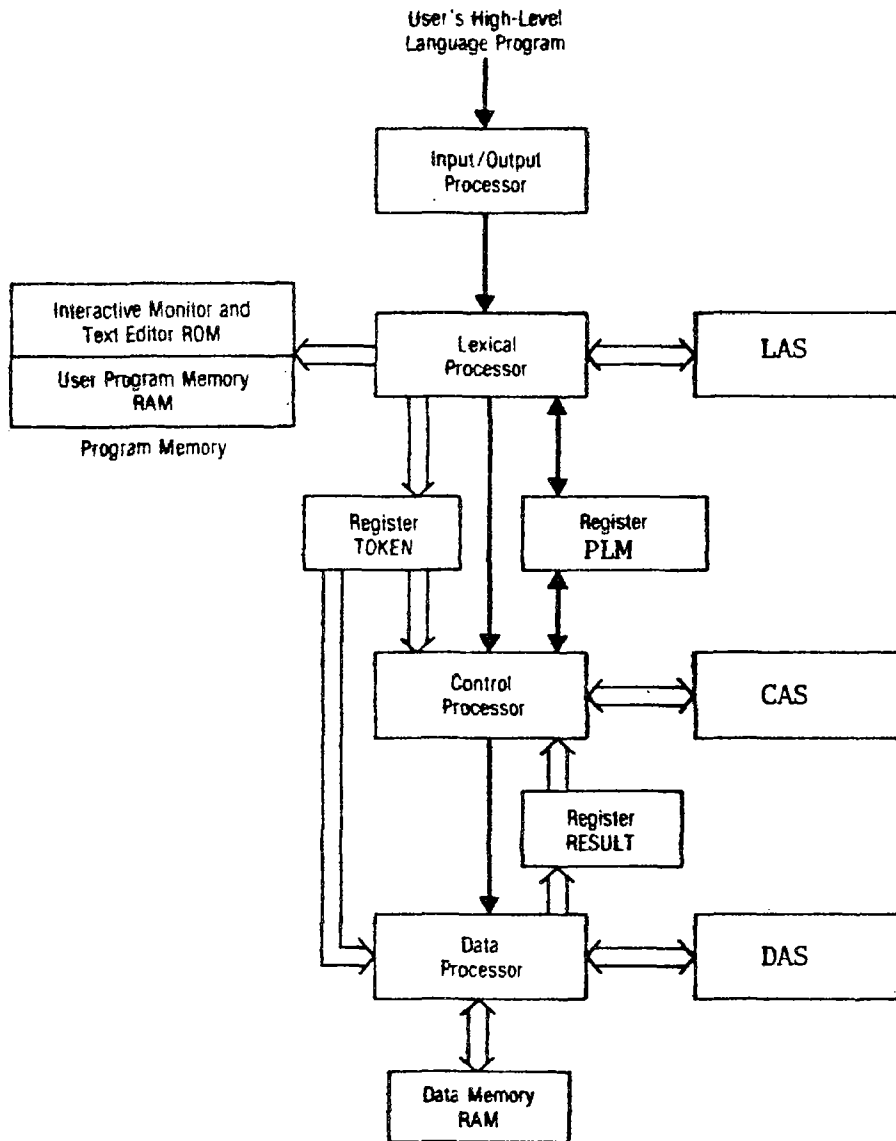 User's High-Level
Language Program
Input/Output
Processor
Interactive Monitor and
Text Editor ROM
User Program Memory
RAM
Program Memory
Lexical
Processor
LAS
Register
TOKEN
Register
PLM
Control
Processor
CAS
Register
RESULT
Data
Processor
DAS
Data Memory
RAM